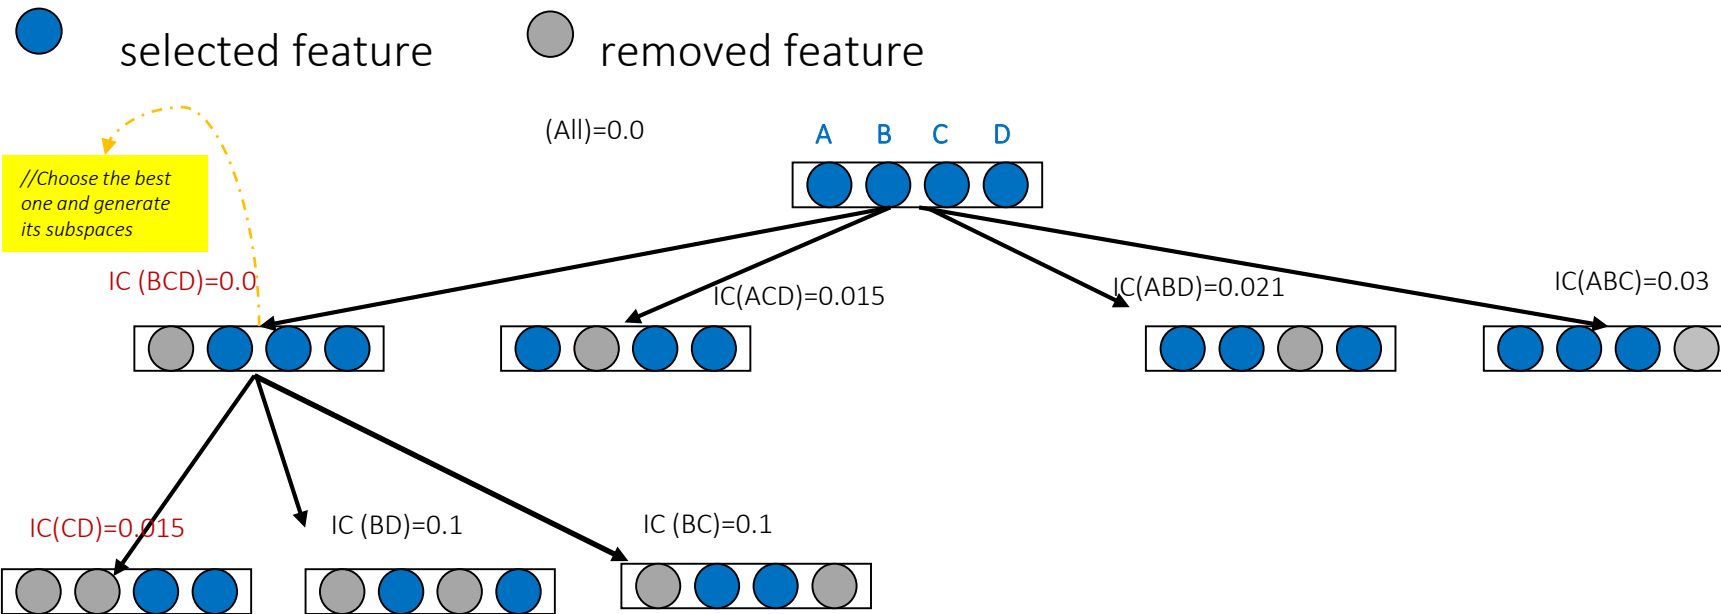 selected feature
removed feature
(All)=0.0
A B C D
//Choose the best
one and generate
its subspaces
IC (BCD)=0.0
IC(ACD)=0.015
IC(ABD)=0.021
IC(ABC)=0.03
IC(CD)=0.015
IC (BD)=0.1
IC (BC)=0.1